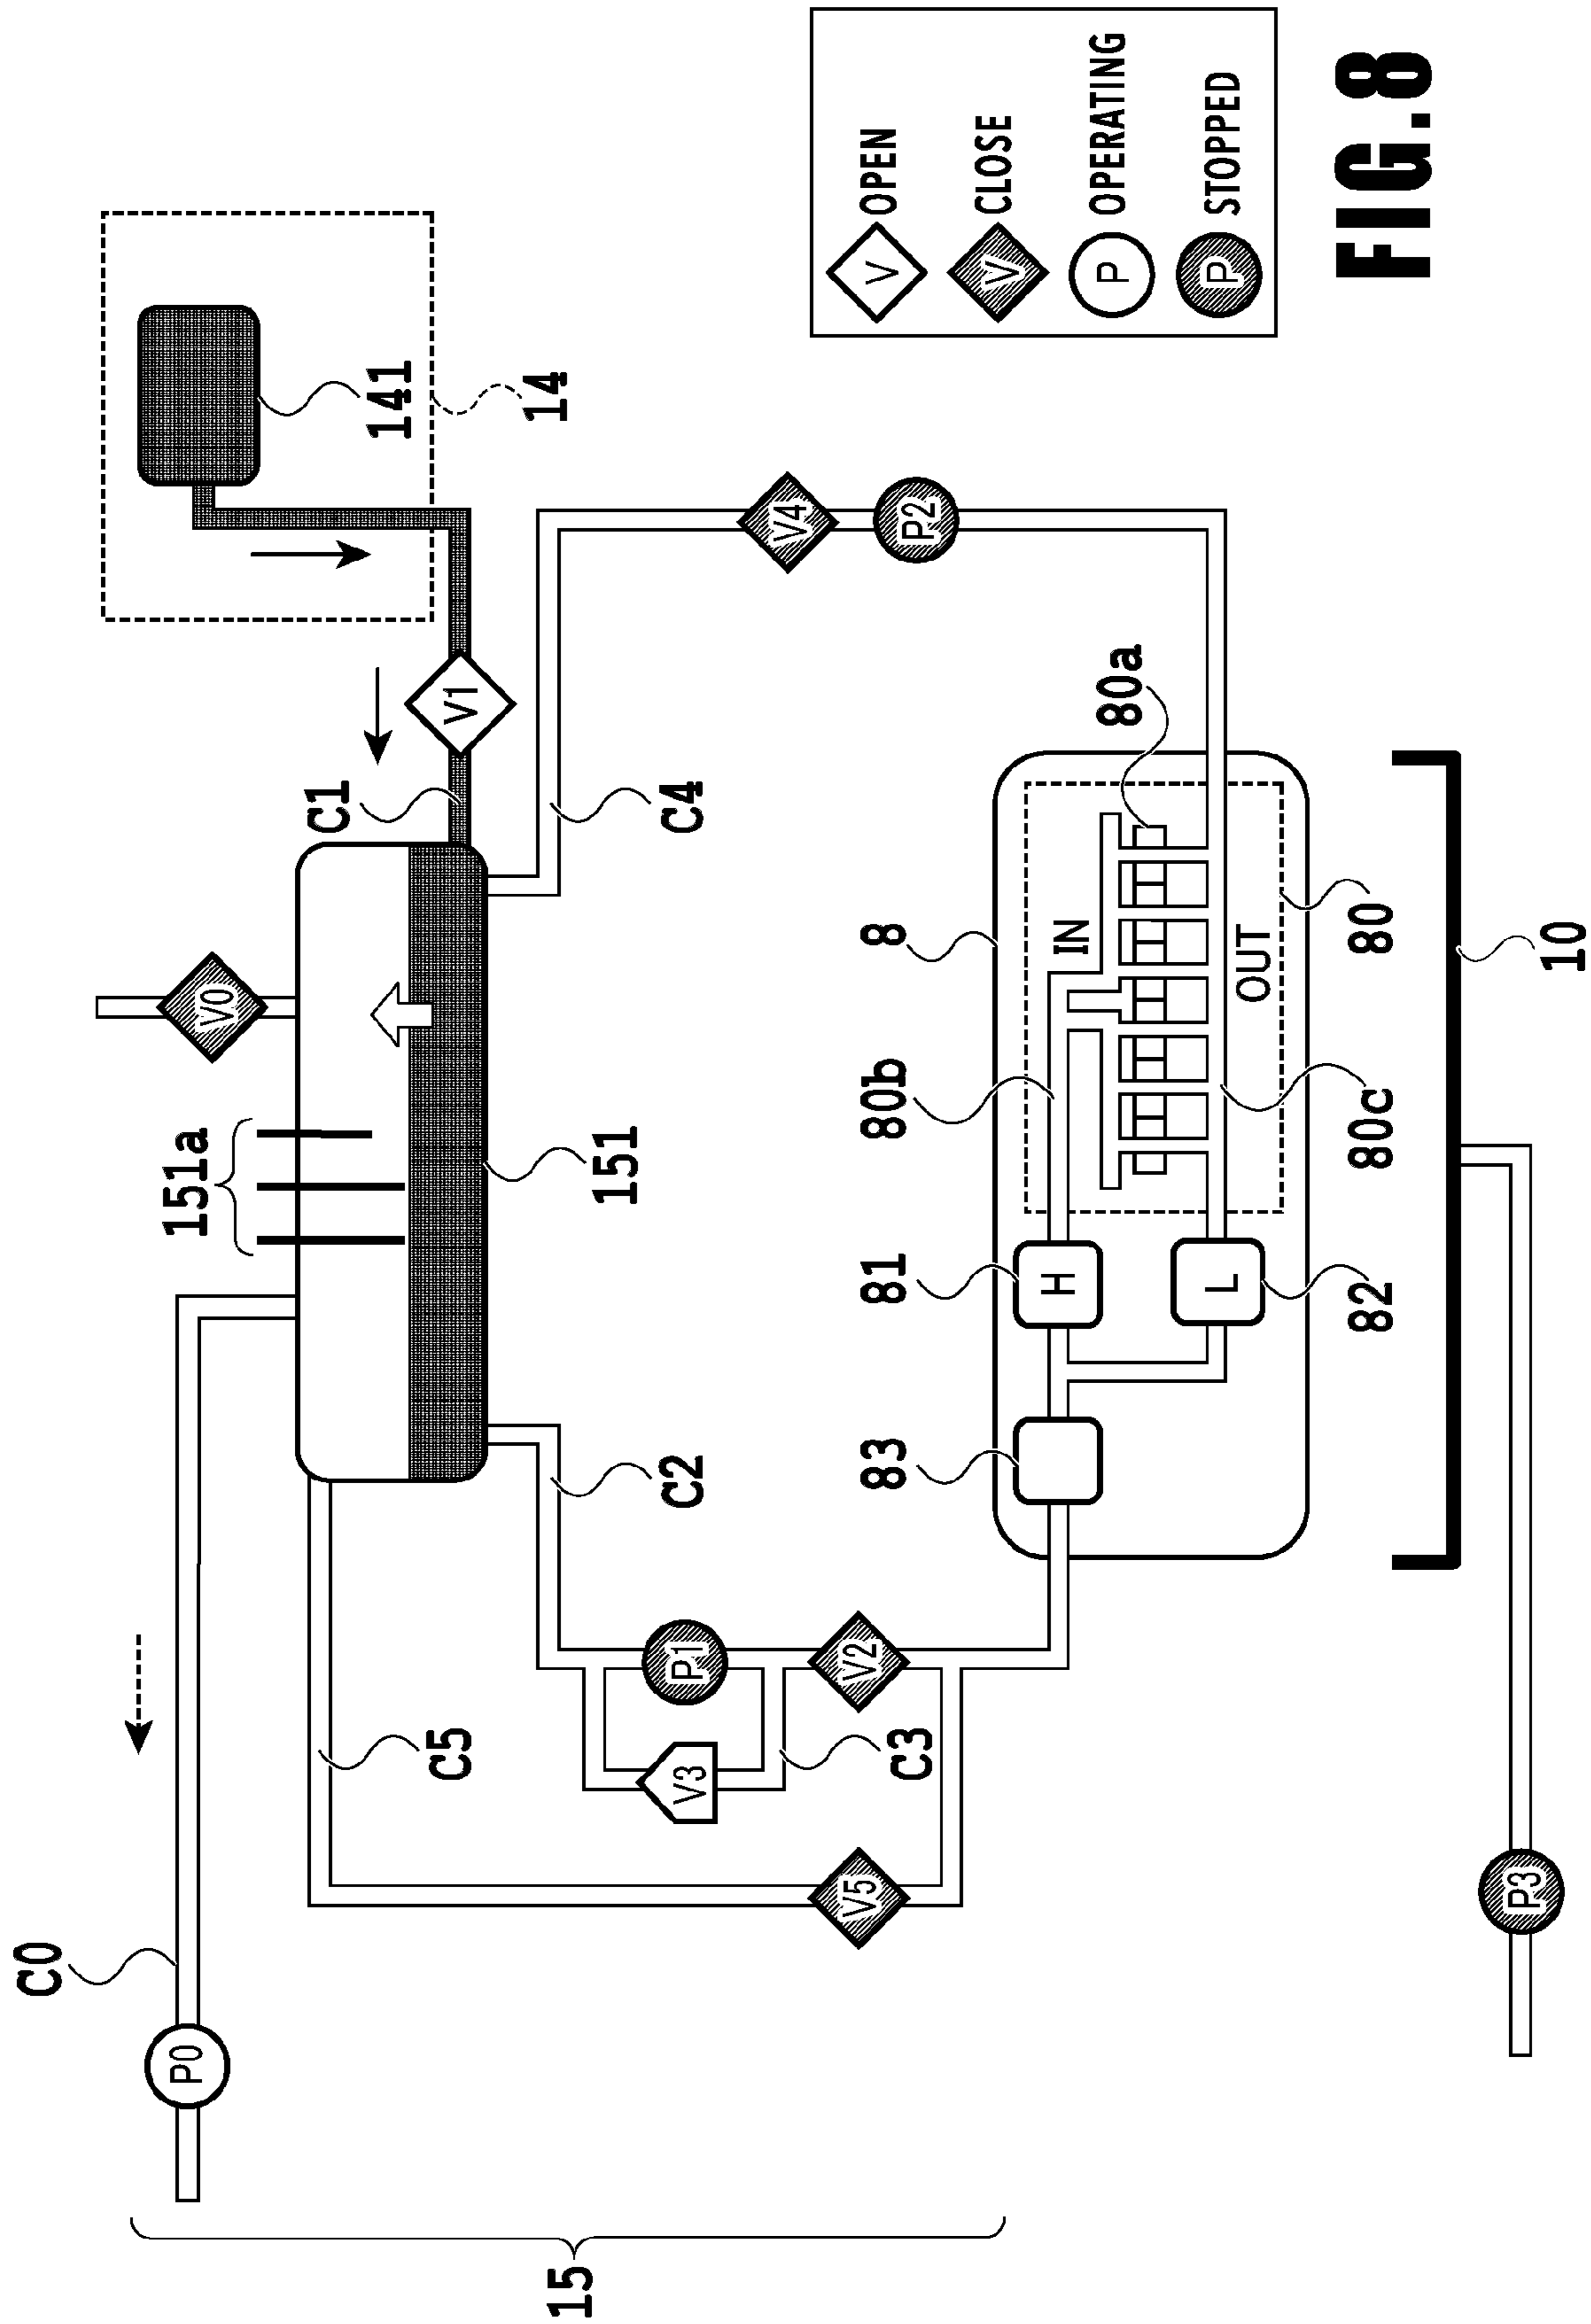 15
C0
P0
151a
V0
141
14
C1
V1
C5
C2
151
C4
V3
P1
C3
V5
V2
V4
P2
8
83
81
80b
IN
80a
H
L
OUT
82
80c
80
10
P3
V OPEN
V CLOSE
P OPERATING
P STOPPED
FIG.8